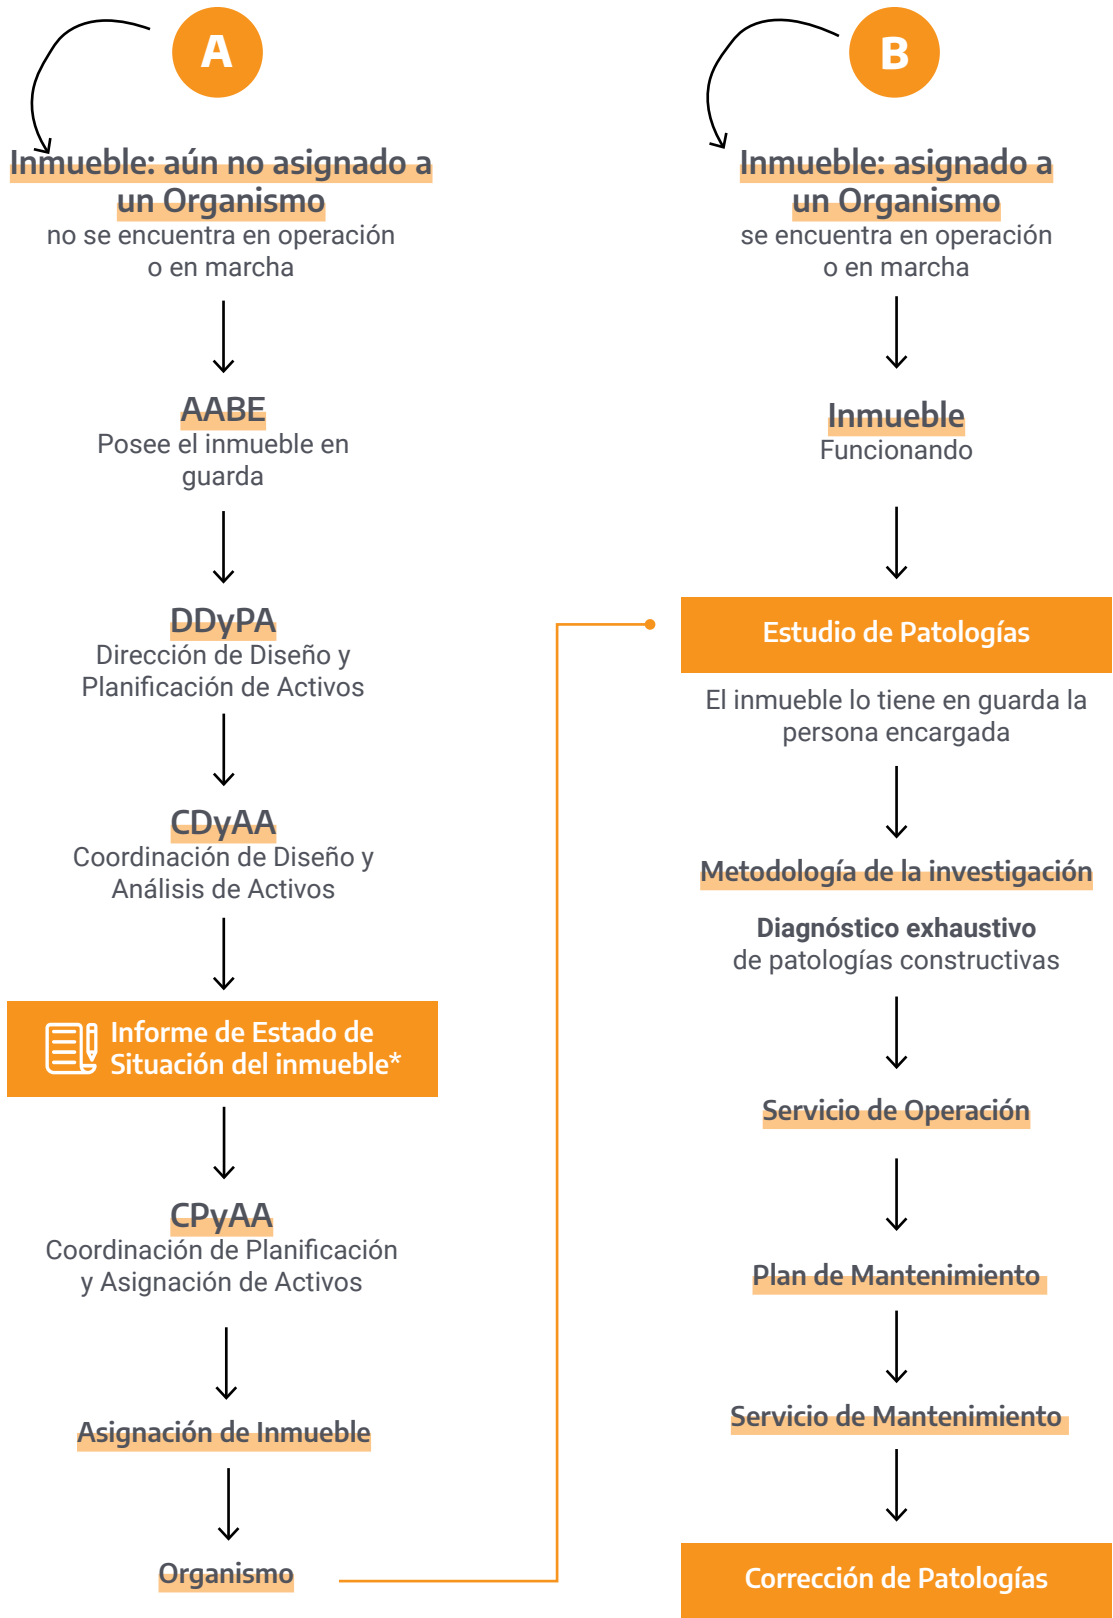 A
Inmueble: aún no asignado a
un Organismo
no se encuentra en operación
o en marcha
AABE
Posee el inmueble en
guarda
DDyPA
Dirección de Diseño y
Planificación de Activos
CDyAA
Coordinación de Diseño y
Análisis de Activos
Informe de Estado de
Situación del inmueble*
CPyAA
Coordinación de Planificación
y Asignación de Activos
Asignación de Inmueble
Organismo
B
Inmueble: asignado a
un Organismo
se encuentra en operación
o en marcha
Inmueble
Funcionando
Estudio de Patologías
El inmueble lo tiene en guarda la
persona encargada
Metodología de la investigación
Diagnóstico exhaustivo
de patologías constructivas
Servicio de Operación
Plan de Mantenimiento
Servicio de Mantenimiento
Corrección de Patologías